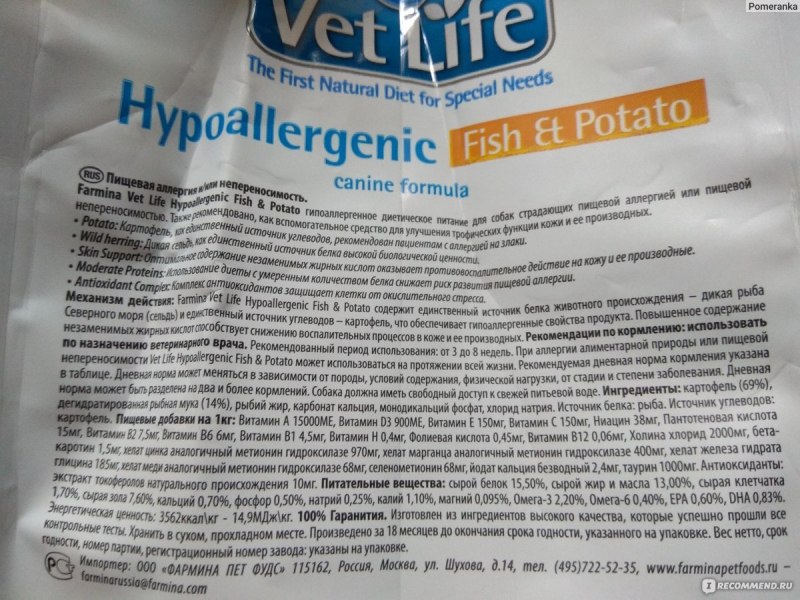 Pomeranka
Vet Life
The First Natural Diet for Special Needs
Hypoallergenic Fish & Potato
canine formula
RUS Пищевая аллергия и/или непереносимость.
Farmina Vet Life Hypoallergenic Fish & Potato гипоаллергенное диетическое питание для собак страдающих пищевой аллергией или пищевой
непереносимостью. Также рекомендовано, как вспомогательное средство для улучшения трофических функции кожи и ее производных.
• Potato: Картофель, как единственный источник углеводов, рекомендован пациентам с аллергией на злаки.
• Wild herring: Дикая сельдь, как единственный источник белка высокой биологической ценности.
• Skin Support: Оптимальное содержание незаменимых жирных кислот оказывает противовоспалительное действие на кожу и ее производные.
• Moderate Proteins: Использование диеты с умеренным количеством белка снижает риск развития пищевой аллергии.
• Antioxidant Complex: Комплекс антиоксидантов защищает клетки от окислительного стресса.
Механизм действия: Farmina Vet Life Hypoallergenic Fish & Potato содержит единственный источник белка животного происхождения – дикая рыба
Северного моря (сельдь) и единственный источник углеводов – картофель, что обеспечивает гипоаллергенные свойства продукта. Повышенное содержание
незаменимых жирных кислот способствует снижению воспалительных процессов в коже и ее производных. Рекомендации по кормлению: использовать
по назначению ветеринарного врача. Рекомендованный период использования: от 3 до 8 недель. При аллергии алиментарной природы или пищевой
непереносимости Vet Life Hypoallergenic Fish & Potato может использоваться на протяжении всей жизни. Рекомендуемая дневная норма кормления указана
в таблице. Дневная норма может меняться в зависимости от породы, условий содержания, физической нагрузки, от стадии и степени заболевания. Дневная
норма может быть разделена на два и более кормлений. Собака должна иметь свободный доступ к свежей питьевой воде. Ингредиенты: картофель (69%),
дегидратированная рыбная мука (14%), рыбий жир, карбонат кальция, монодикальций фосфат, хлорид натрия. Источник белка: рыба. Источник углеводов:
картофель. Пищевые добавки на 1кг: Витамин А 15000МЕ, Витамин D3 900МЕ, Витамин Е 150мг, Витамин С 150мг, Ниацин 38мг, Пантотеновая кислота
15мг, Витамин В2 7,5мг, Витамин В6 6мг, Витамин В1 4,5мг, Витамин Н 0,4мг, Фолиевая кислота 0,45мг, Витамин В12 0,06мг, Холина хлорид 2000мг, бета-
каротин 1,5мг, хелат цинка аналогичный метионин гидроксилазе 970мг, хелат марганца аналогичный метионин гидроксилазе 400мг, хелат железа гидрата
глицина 185мг, хелат меди аналогичный метионин гидроксилазе 68мг, селенометионин 68мг, йодат кальция безводный 2,4мг, таурин 1000мг. Антиоксиданты:
экстракт токоферолов натурального происхождения 10мг. Питательные вещества: сырой белок 15,50%, сырой жир и масла 13,00%, сырая клетчатка
1,70%, сырая зола 7,60%, кальций 0,70%, фосфор 0,50%, натрий 0,25%, калий 1,10%, магний 0,095%, Омега-3 2,20%, Омега-6 0,40%, EPA 0,60%, DHA 0,83%.
Энергетическая ценность: 3562ккал\кг - 14,9МДж\кг. 100% Гарантия. Изготовлен из ингредиентов высокого качества, которые успешно прошли все
контрольные тесты. Хранить в сухом, прохладном месте. Произведено за 18 месяцев до окончания срока годности, указанного на упаковке. Вес нетто, срок
годности, номер партии, регистрационный номер завода: указаны на упаковке.
Импортер: ООО «ФАРМИНА ПЕТ ФУДС» 115162, Россия, Москва, ул. Шухова, д.14, тел. (495)722-52-35, www.farminapetfoods.ru –
farminarussia@farmina.com
IRECOMMEND.RU